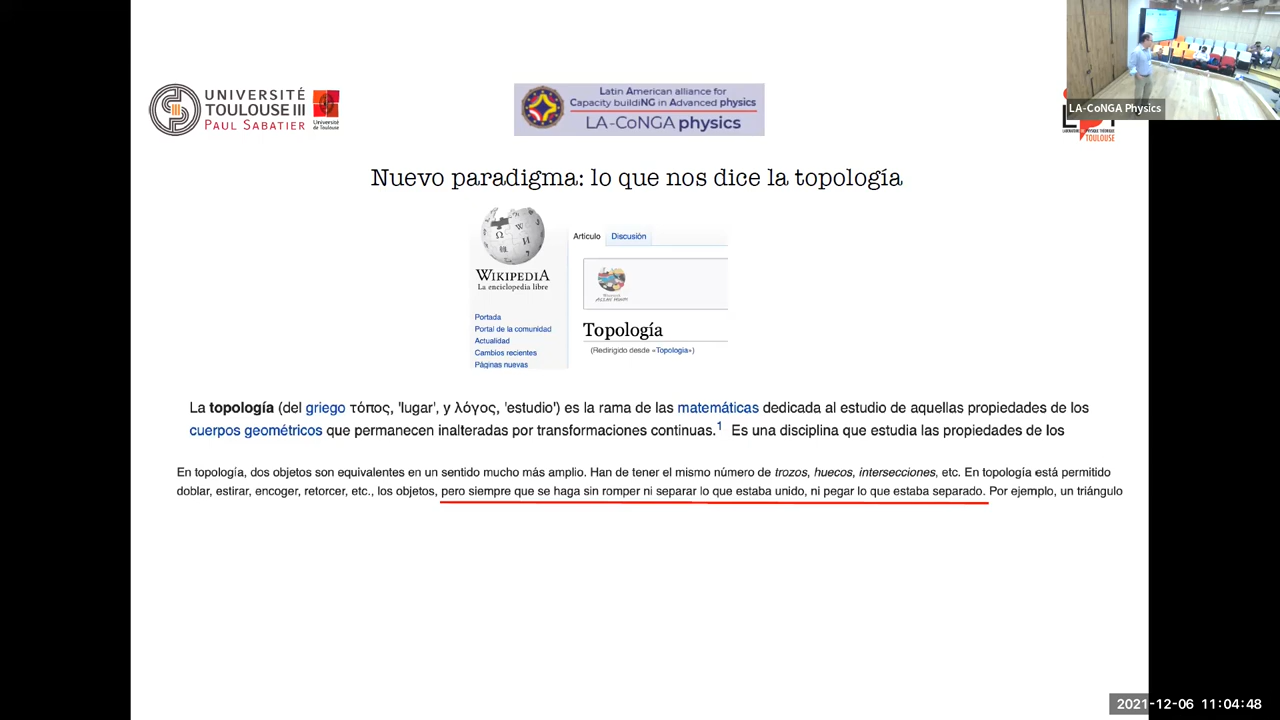 UNIVERSITÉ
TOULOUSE III
PAUL SABATIER
Université
de Toulouse
Latin American alliance for
Capacity buildiNG in Advanced physics
LA-CoNGA physics
LA-CoNGA Physics
TOULOUSE
Nuevo paradigma: lo que nos dice la topología
WIKIPEDIA
La enciclopedia libre
Portada
Portal de la comunidad
Actualidad
Cambios recientes
Páginas nuevas
Artículo Discusión
Topología
(Redirigido desde «Topologia»)
La topología (del griego τόπος, 'lugar', y λόγος, 'estudio') es la rama de las matemáticas dedicada al estudio de aquellas propiedades de los
cuerpos geométricos que permanecen inalteradas por transformaciones continuas.1 Es una disciplina que estudia las propiedades de los
En topología, dos objetos son equivalentes en un sentido mucho más amplio. Han de tener el mismo número de trozos, huecos, intersecciones, etc. En topología está permitido
doblar, estirar, encoger, retorcer, etc., los objetos, pero siempre que se haga sin romper ni separar lo que estaba unido, ni pegar lo que estaba separado. Por ejemplo, un triángulo
2021-12-06 11:04:48